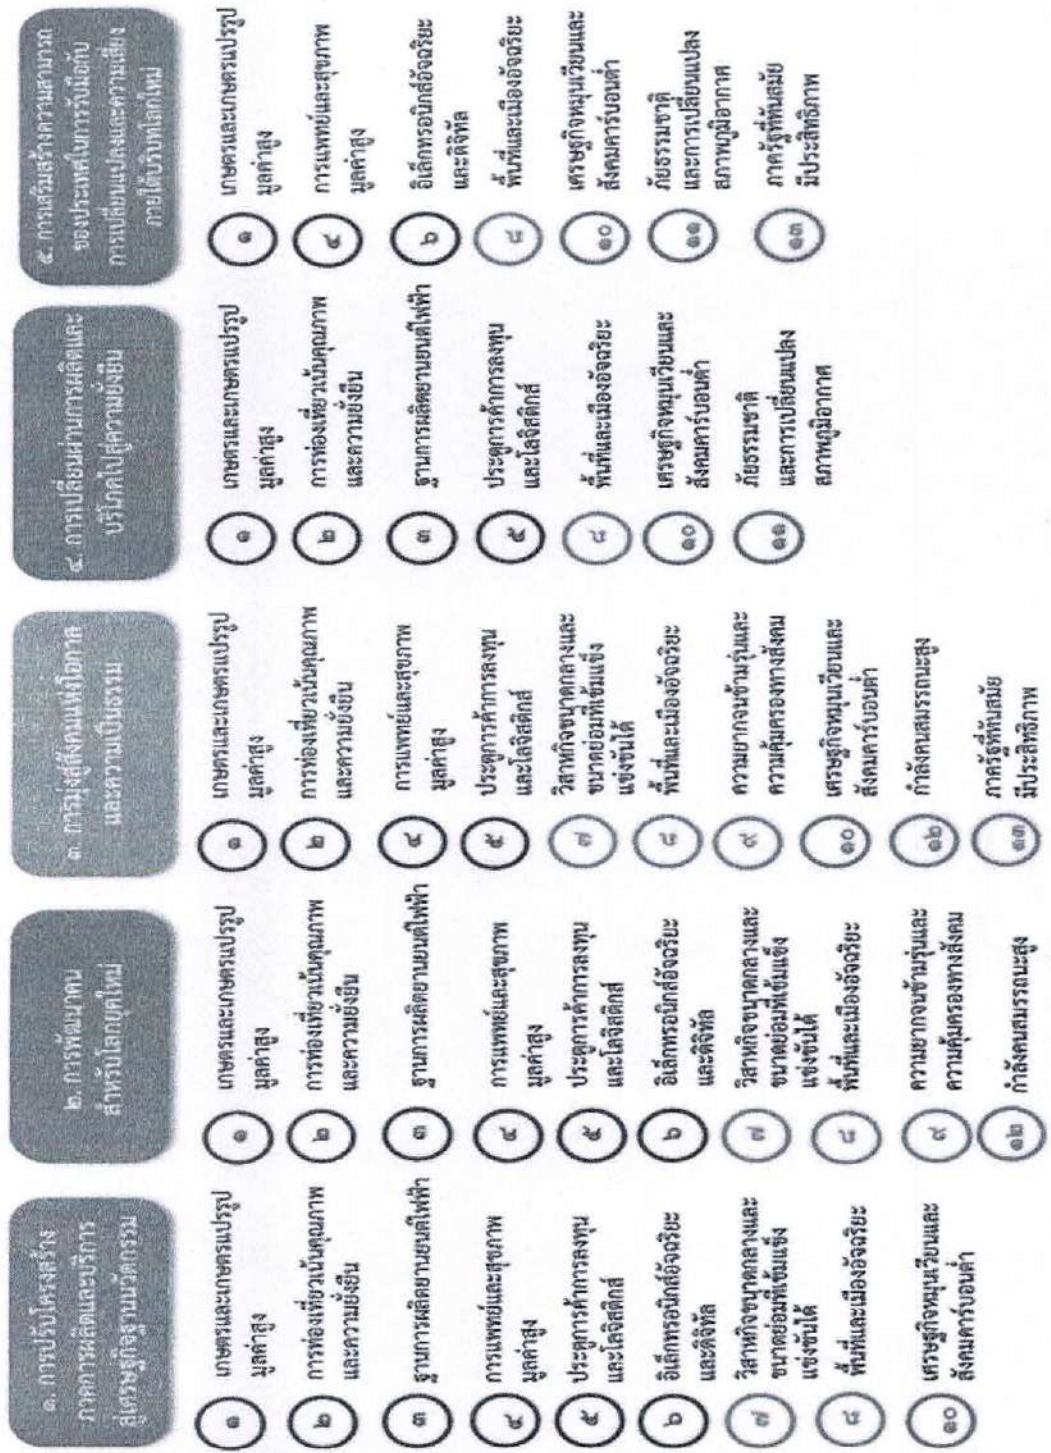 ๑. การปรับโครงสร้าง
ภาคการผลิตและบริการ
สู่เศรษฐกิจฐานนวัตกรรม
๑
เกษตรและเกษตรแปรรูป
มูลค่าสูง
๒
การท่องเที่ยวเน้นคุณภาพ
และความยั่งยืน
๓
ฐานการผลิตยานยนต์ไฟฟ้า
๔
การแพทย์และสุขภาพ
มูลค่าสูง
๕
ประตูการค้าการลงทุน
และโลจิสติกส์
๖
อิเล็กทรอนิกส์อัจฉริยะ
และดิจิทัล
๗
วิสาหกิจขนาดกลางและ
ขนาดย่อมที่เข้มแข็ง
แข่งขันได้
๘
พื้นที่และเมืองอัจฉริยะ
๑๐
เศรษฐกิจหมุนเวียนและ
สังคมคาร์บอนต่ำ
๒. การพัฒนาคน
สำหรับโลกยุคใหม่
๑
เกษตรและเกษตรแปรรูป
มูลค่าสูง
๒
การท่องเที่ยวเน้นคุณภาพ
และความยั่งยืน
๓
ฐานการผลิตยานยนต์ไฟฟ้า
๔
การแพทย์และสุขภาพ
มูลค่าสูง
๕
ประตูการค้าการลงทุน
และโลจิสติกส์
๖
อิเล็กทรอนิกส์อัจฉริยะ
และดิจิทัล
๗
วิสาหกิจขนาดกลางและ
ขนาดย่อมที่เข้มแข็ง
แข่งขันได้
๘
พื้นที่และเมืองอัจฉริยะ
๙
ความยากจนข้ามรุ่นและ
ความคุ้มครองทางสังคม
๑๒
กำลังคนสมรรถนะสูง
๓. การมุ่งสู่สังคมแห่งโอกาส
และความเป็นธรรม
๑
เกษตรและเกษตรแปรรูป
มูลค่าสูง
๒
การท่องเที่ยวเน้นคุณภาพ
และความยั่งยืน
๔
การแพทย์และสุขภาพ
มูลค่าสูง
๕
ประตูการค้าการลงทุน
และโลจิสติกส์
๗
วิสาหกิจขนาดกลางและ
ขนาดย่อมที่เข้มแข็ง
แข่งขันได้
๘
พื้นที่และเมืองอัจฉริยะ
๙
ความยากจนข้ามรุ่นและ
ความคุ้มครองทางสังคม
๑๐
เศรษฐกิจหมุนเวียนและ
สังคมคาร์บอนต่ำ
๑๒
กำลังคนสมรรถนะสูง
๑๓
ภาครัฐที่ทันสมัย
มีประสิทธิภาพ
๔. การเปลี่ยนผ่านการผลิตและ
บริโภคไปสู่ความยั่งยืน
๑
เกษตรและเกษตรแปรรูป
มูลค่าสูง
๒
การท่องเที่ยวเน้นคุณภาพ
และความยั่งยืน
๓
ฐานการผลิตยานยนต์ไฟฟ้า
๕
ประตูการค้าการลงทุน
และโลจิสติกส์
๘
พื้นที่และเมืองอัจฉริยะ
๑๐
เศรษฐกิจหมุนเวียนและ
สังคมคาร์บอนต่ำ
๑๑
ภัยธรรมชาติ
และการเปลี่ยนแปลง
สภาพภูมิอากาศ
๕. การเสริมสร้างความสามารถ
ของประเทศในการรับมือกับ
การเปลี่ยนแปลงและความเสี่ยง
ภายใต้บริบทโลกใหม่
๑
เกษตรและเกษตรแปรรูป
มูลค่าสูง
๔
การแพทย์และสุขภาพ
มูลค่าสูง
๖
อิเล็กทรอนิกส์อัจฉริยะ
และดิจิทัล
๘
พื้นที่และเมืองอัจฉริยะ
๑๐
เศรษฐกิจหมุนเวียนและ
สังคมคาร์บอนต่ำ
๑๑
ภัยธรรมชาติ
และการเปลี่ยนแปลง
สภาพภูมิอากาศ
๑๓
ภาครัฐที่ทันสมัย
มีประสิทธิภาพ